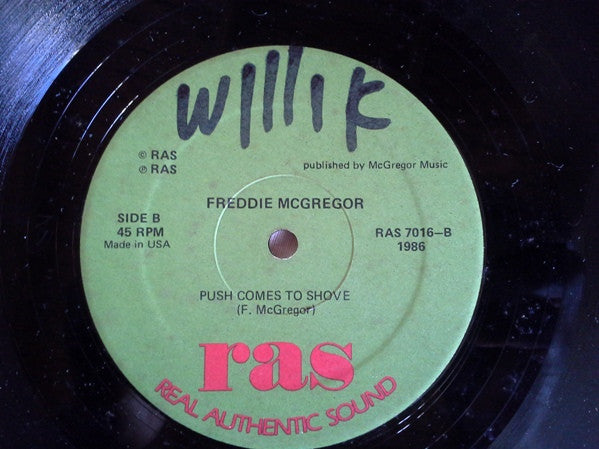 Willi K
© RAS
℗ RAS
published by McGregor Music
FREDDIE MCGREGOR
SIDE B
45 RPM
Made in USA
RAS 7016–B
1986
PUSH COMES TO SHOVE
(F. McGregor)
ras
REAL AUTHENTIC SOUND